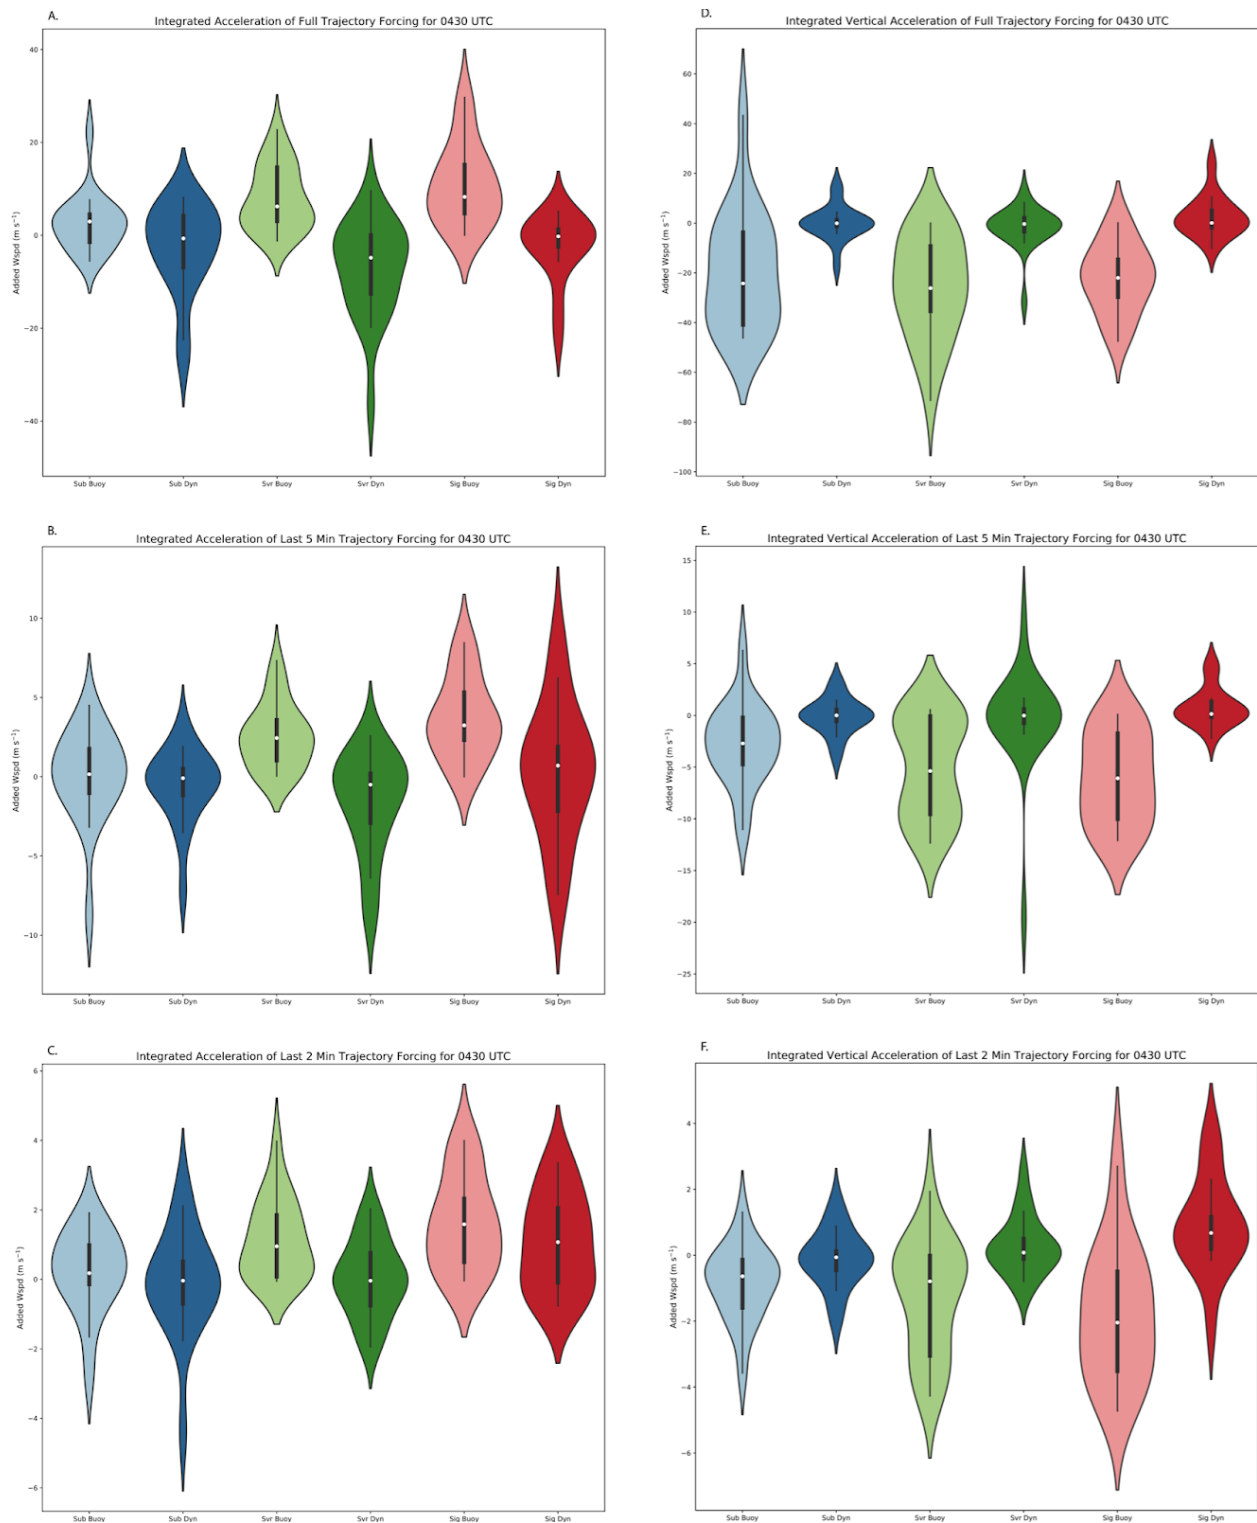 A.
Integrated Acceleration of Full Trajectory Forcing for 0430 UTC
Added Wspd (m s⁻¹)
40
20
0
−20
−40
Sub Buoy Sub Dyn Svr Buoy Svr Dyn Sig Buoy Sig Dyn
B.
Integrated Acceleration of Last 5 Min Trajectory Forcing for 0430 UTC
Added Wspd (m s⁻¹)
10
5
0
−5
−10
Sub Buoy Sub Dyn Svr Buoy Svr Dyn Sig Buoy Sig Dyn
C.
Integrated Acceleration of Last 2 Min Trajectory Forcing for 0430 UTC
Added Wspd (m s⁻¹)
6
4
2
0
−2
−4
−6
Sub Buoy Sub Dyn Svr Buoy Svr Dyn Sig Buoy Sig Dyn
D.
Integrated Vertical Acceleration of Full Trajectory Forcing for 0430 UTC
Added Wspd (m s⁻¹)
60
40
20
0
−20
−40
−60
−80
−100
Sub Buoy Sub Dyn Svr Buoy Svr Dyn Sig Buoy Sig Dyn
E.
Integrated Vertical Acceleration of Last 5 Min Trajectory Forcing for 0430 UTC
Added Wspd (m s⁻¹)
15
10
5
0
−5
−10
−15
−20
−25
Sub Buoy Sub Dyn Svr Buoy Svr Dyn Sig Buoy Sig Dyn
F.
Integrated Vertical Acceleration of Last 2 Min Trajectory Forcing for 0430 UTC
Added Wspd (m s⁻¹)
4
2
0
−2
−4
−6
Sub Buoy Sub Dyn Svr Buoy Svr Dyn Sig Buoy Sig Dyn